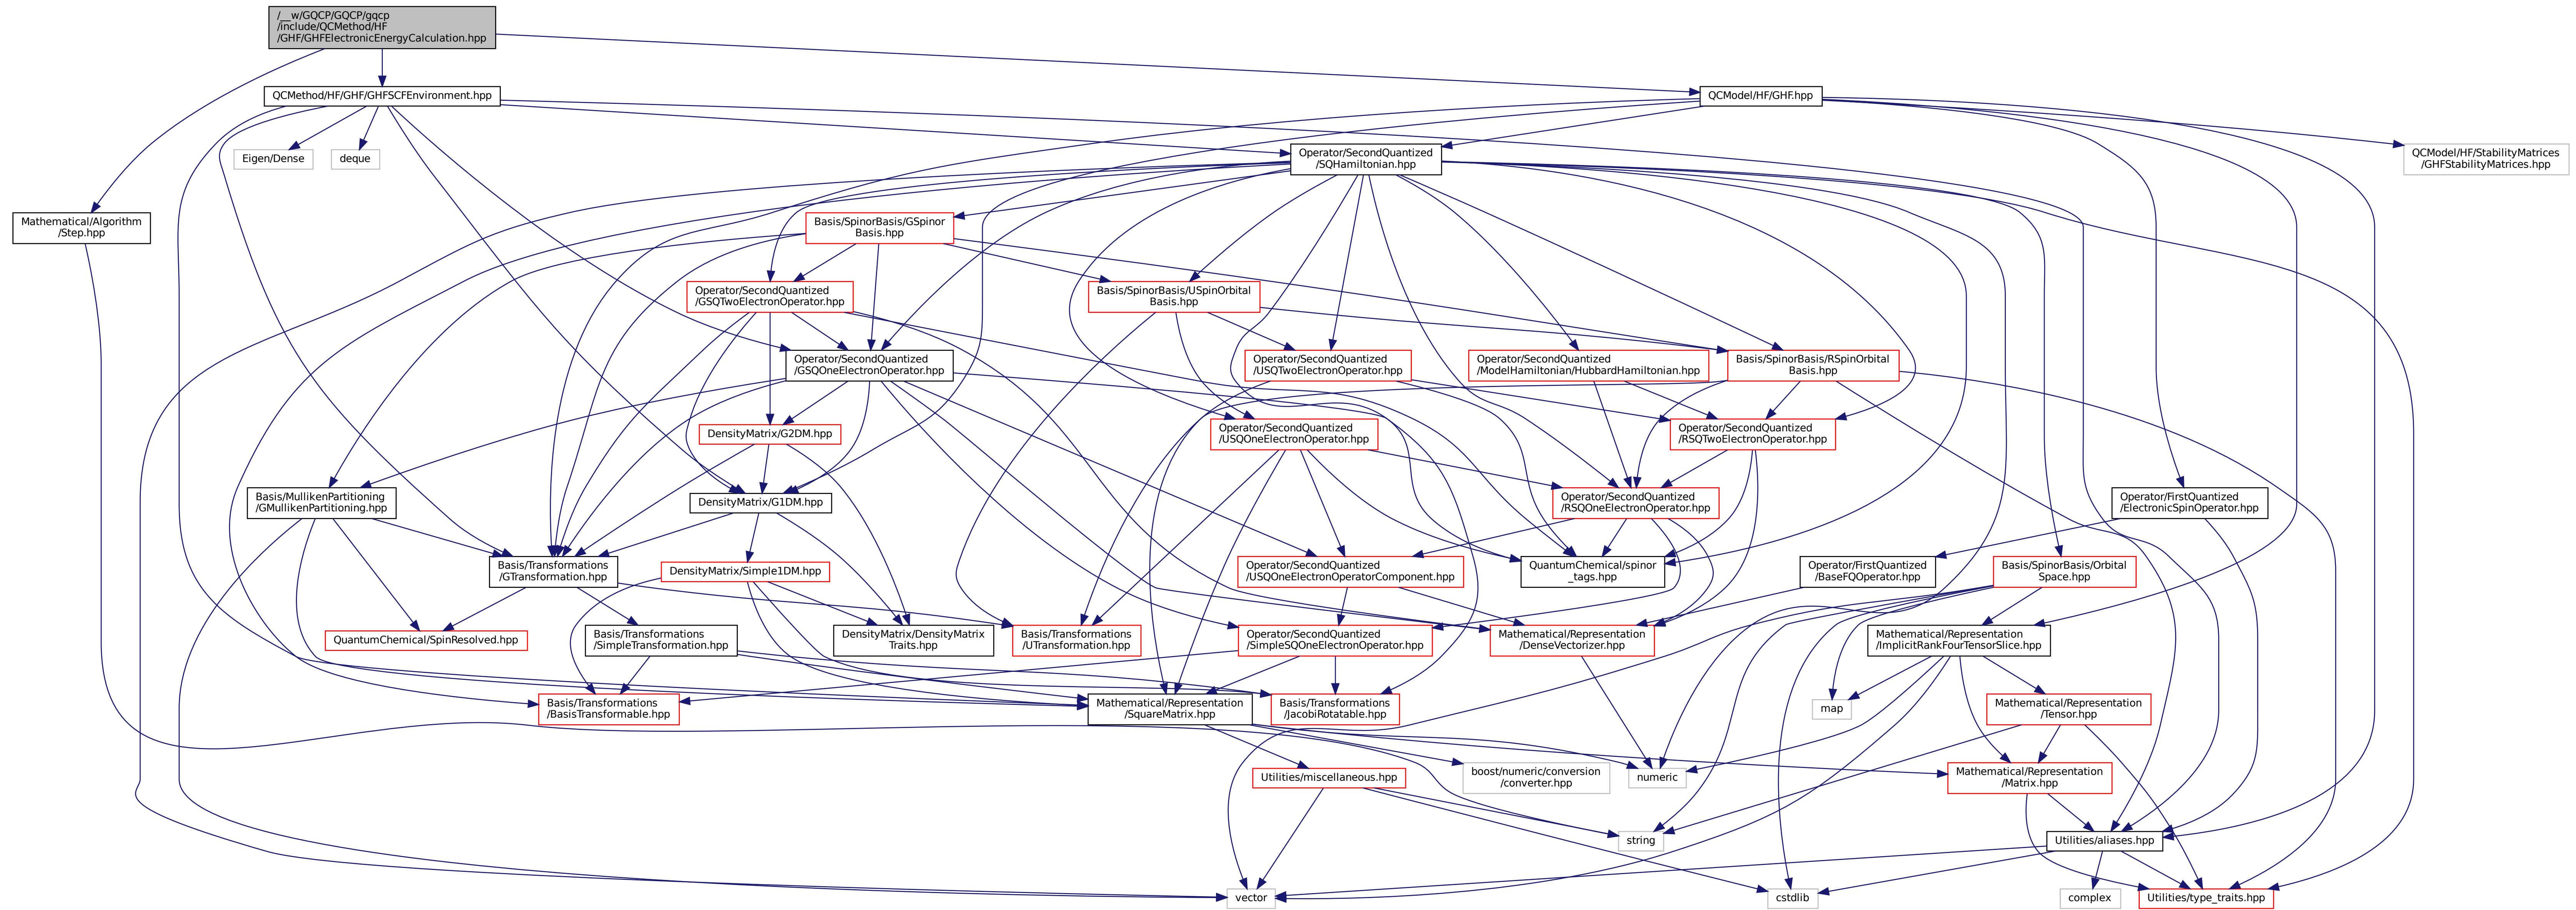 /__w/GQCP/GQCP/gqcp
/include/QCMethod/HF
/GHF/GHFElectronicEnergyCalculation.hpp
QCMethod/HF/GHF/GHFSCFEnvironment.hpp
QCModel/HF/GHF.hpp
Eigen/Dense
deque
Operator/SecondQuantized
/SQHamiltonian.hpp
QCModel/HF/StabilityMatrices
/GHFStabilityMatrices.hpp
Mathematical/Algorithm
/Step.hpp
Basis/SpinorBasis/GSpinor
Basis.hpp
Operator/SecondQuantized
/GSQTwoElectronOperator.hpp
Basis/SpinorBasis/USpinOrbital
Basis.hpp
Operator/SecondQuantized
/GSQOneElectronOperator.hpp
Operator/SecondQuantized
/USQTwoElectronOperator.hpp
Operator/SecondQuantized
/ModelHamiltonian/HubbardHamiltonian.hpp
Basis/SpinorBasis/RSpinOrbital
Basis.hpp
DensityMatrix/G2DM.hpp
Operator/SecondQuantized
/USQOneElectronOperator.hpp
Operator/SecondQuantized
/RSQTwoElectronOperator.hpp
Basis/MullikenPartitioning
/GMullikenPartitioning.hpp
DensityMatrix/G1DM.hpp
Operator/SecondQuantized
/RSQOneElectronOperator.hpp
Operator/FirstQuantized
/ElectronicSpinOperator.hpp
Basis/Transformations
/GTransformation.hpp
DensityMatrix/Simple1DM.hpp
Operator/SecondQuantized
/USQOneElectronOperatorComponent.hpp
QuantumChemical/spinor
_tags.hpp
Operator/FirstQuantized
/BaseFQOperator.hpp
Basis/SpinorBasis/Orbital
Space.hpp
QuantumChemical/SpinResolved.hpp
Basis/Transformations
/SimpleTransformation.hpp
DensityMatrix/DensityMatrix
Traits.hpp
Basis/Transformations
/UTransformation.hpp
Operator/SecondQuantized
/SimpleSQOneElectronOperator.hpp
Mathematical/Representation
/DenseVectorizer.hpp
Mathematical/Representation
/ImplicitRankFourTensorSlice.hpp
Basis/Transformations
/BasisTransformable.hpp
Mathematical/Representation
/SquareMatrix.hpp
Basis/Transformations
/JacobiRotatable.hpp
map
Mathematical/Representation
/Tensor.hpp
Utilities/miscellaneous.hpp
boost/numeric/conversion
/converter.hpp
numeric
Mathematical/Representation
/Matrix.hpp
string
Utilities/aliases.hpp
vector
cstdlib
complex
Utilities/type_traits.hpp